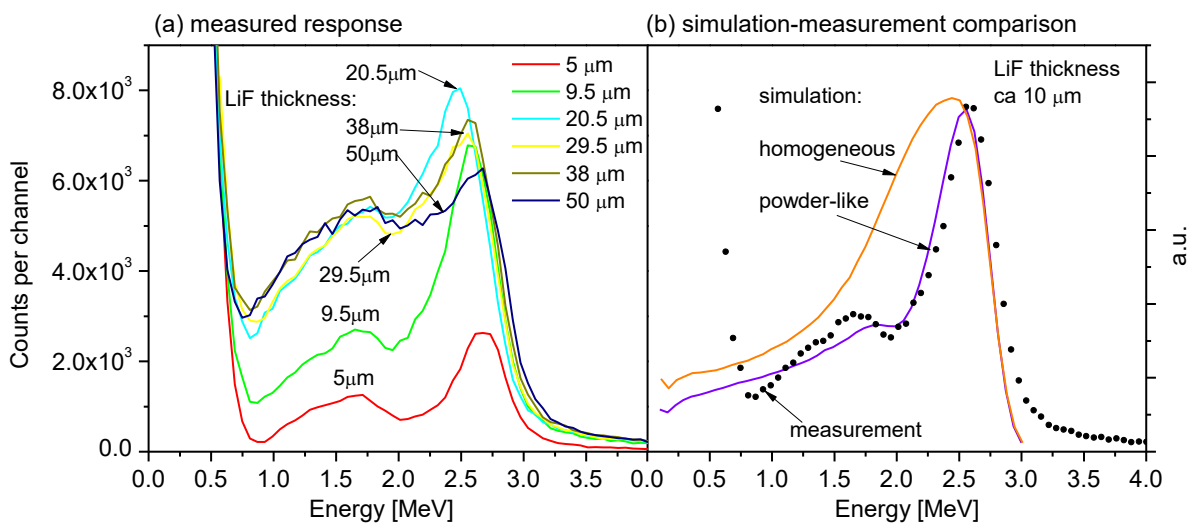 (a) measured response
(b) simulation-measurement comparison
Counts per channel
8.0x10³
6.0x10³
4.0x10³
2.0x10³
0.0
20.5μm
LiF thickness:
38μm
50μm
29.5μm
9.5μm
5μm
5 μm
9.5 μm
20.5 μm
29.5 μm
38 μm
50 μm
0.0 0.5 1.0 1.5 2.0 2.5 3.0 3.5
Energy [MeV]
LiF thickness
ca 10 μm
simulation:
homogeneous
powder-like
measurement
a.u.
0.0 0.5 1.0 1.5 2.0 2.5 3.0 3.5 4.0
Energy [MeV]